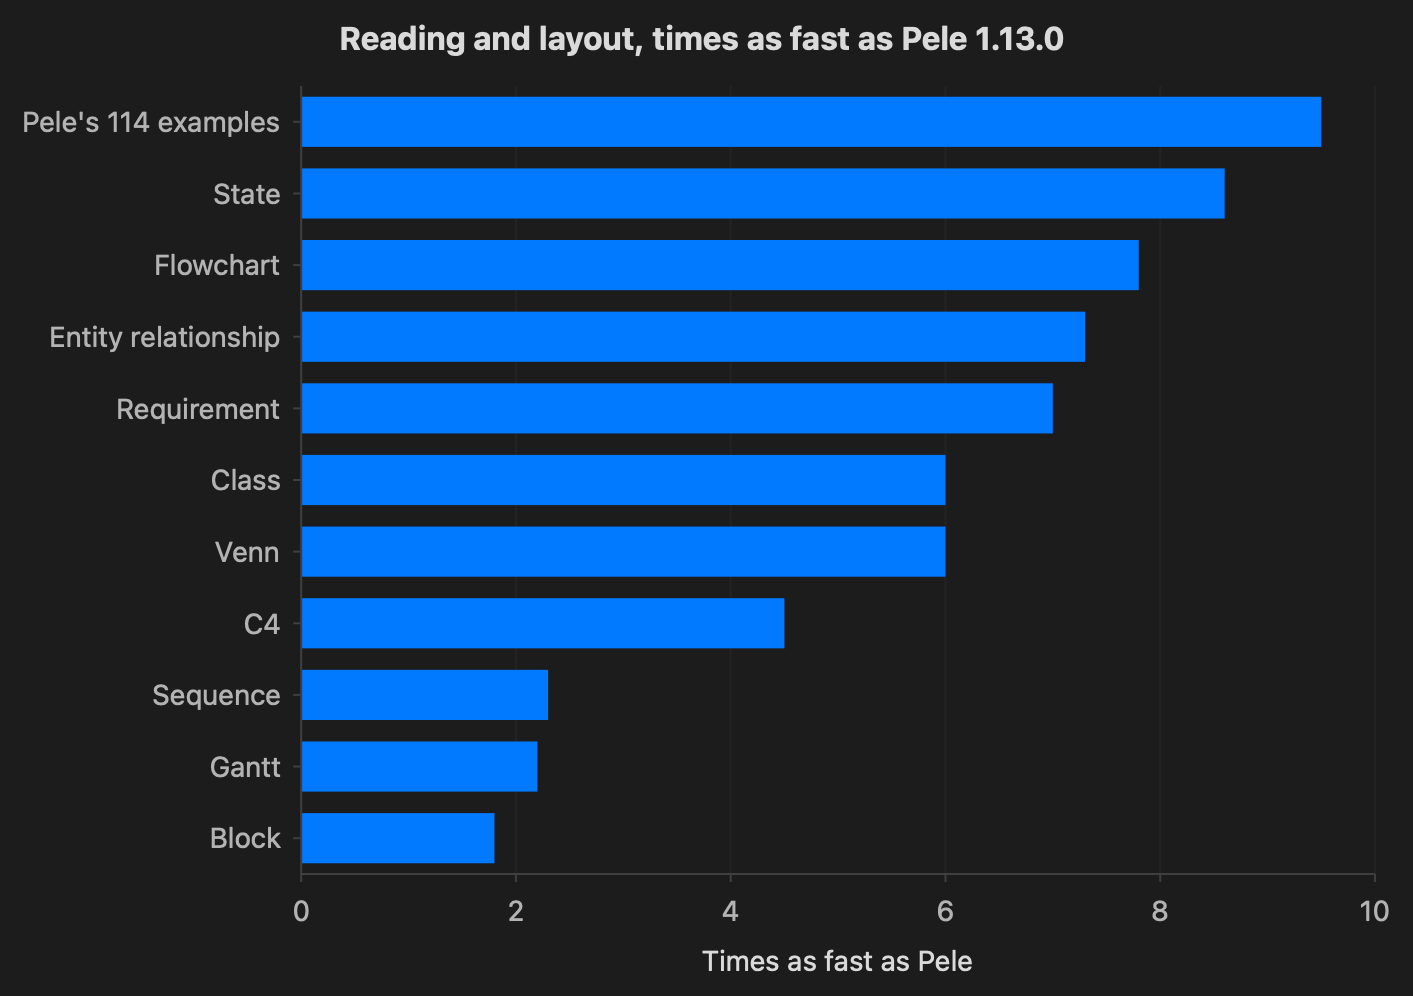 Reading and layout, times as fast as Pele 1.13.0
Pele's 114 examples
State
Flowchart
Entity relationship
Requirement
Class
Venn
C4
Sequence
Gantt
Block
0 2 4 6 8 10
Times as fast as Pele